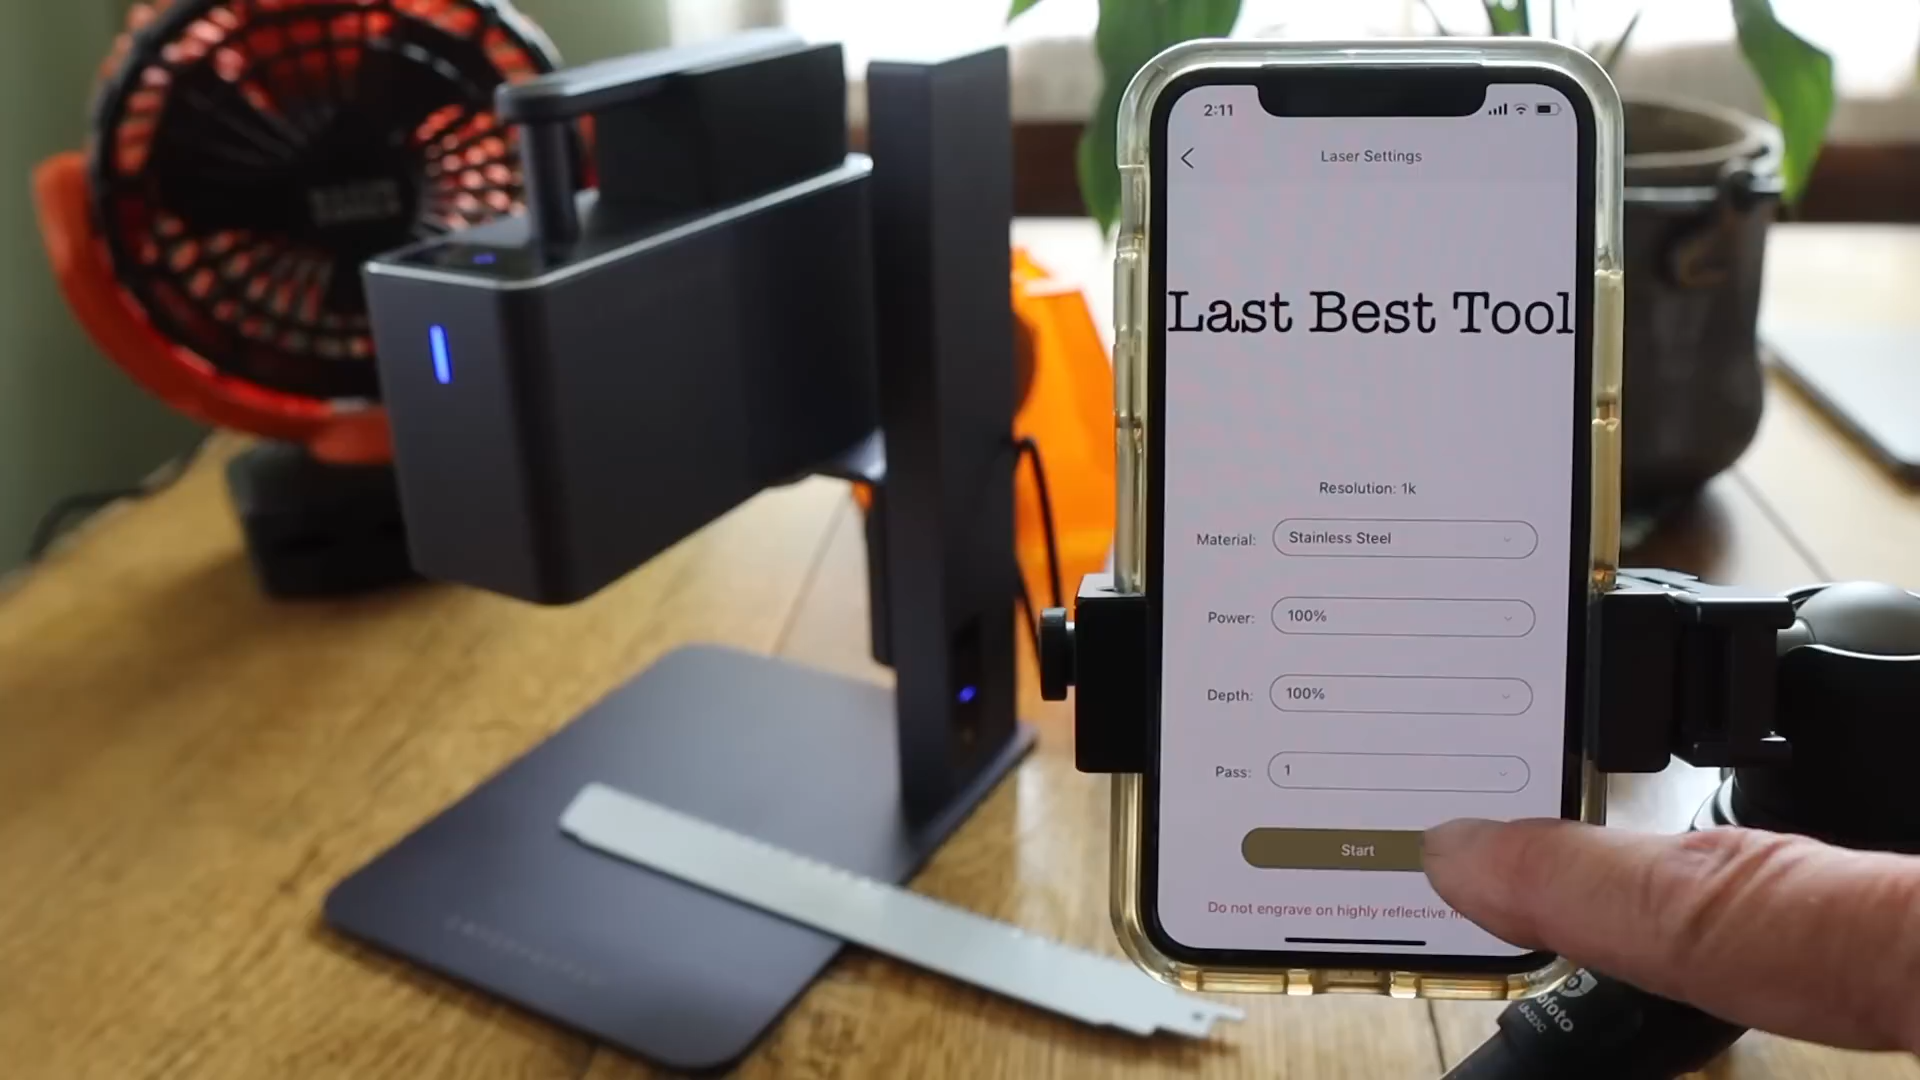 2:11
Laser Settings
Last Best Tool
Resolution: 1k
Material: Stainless Steel
Power: 100%
Depth: 100%
Pass: 1
Start
Do not engrave on highly reflective m